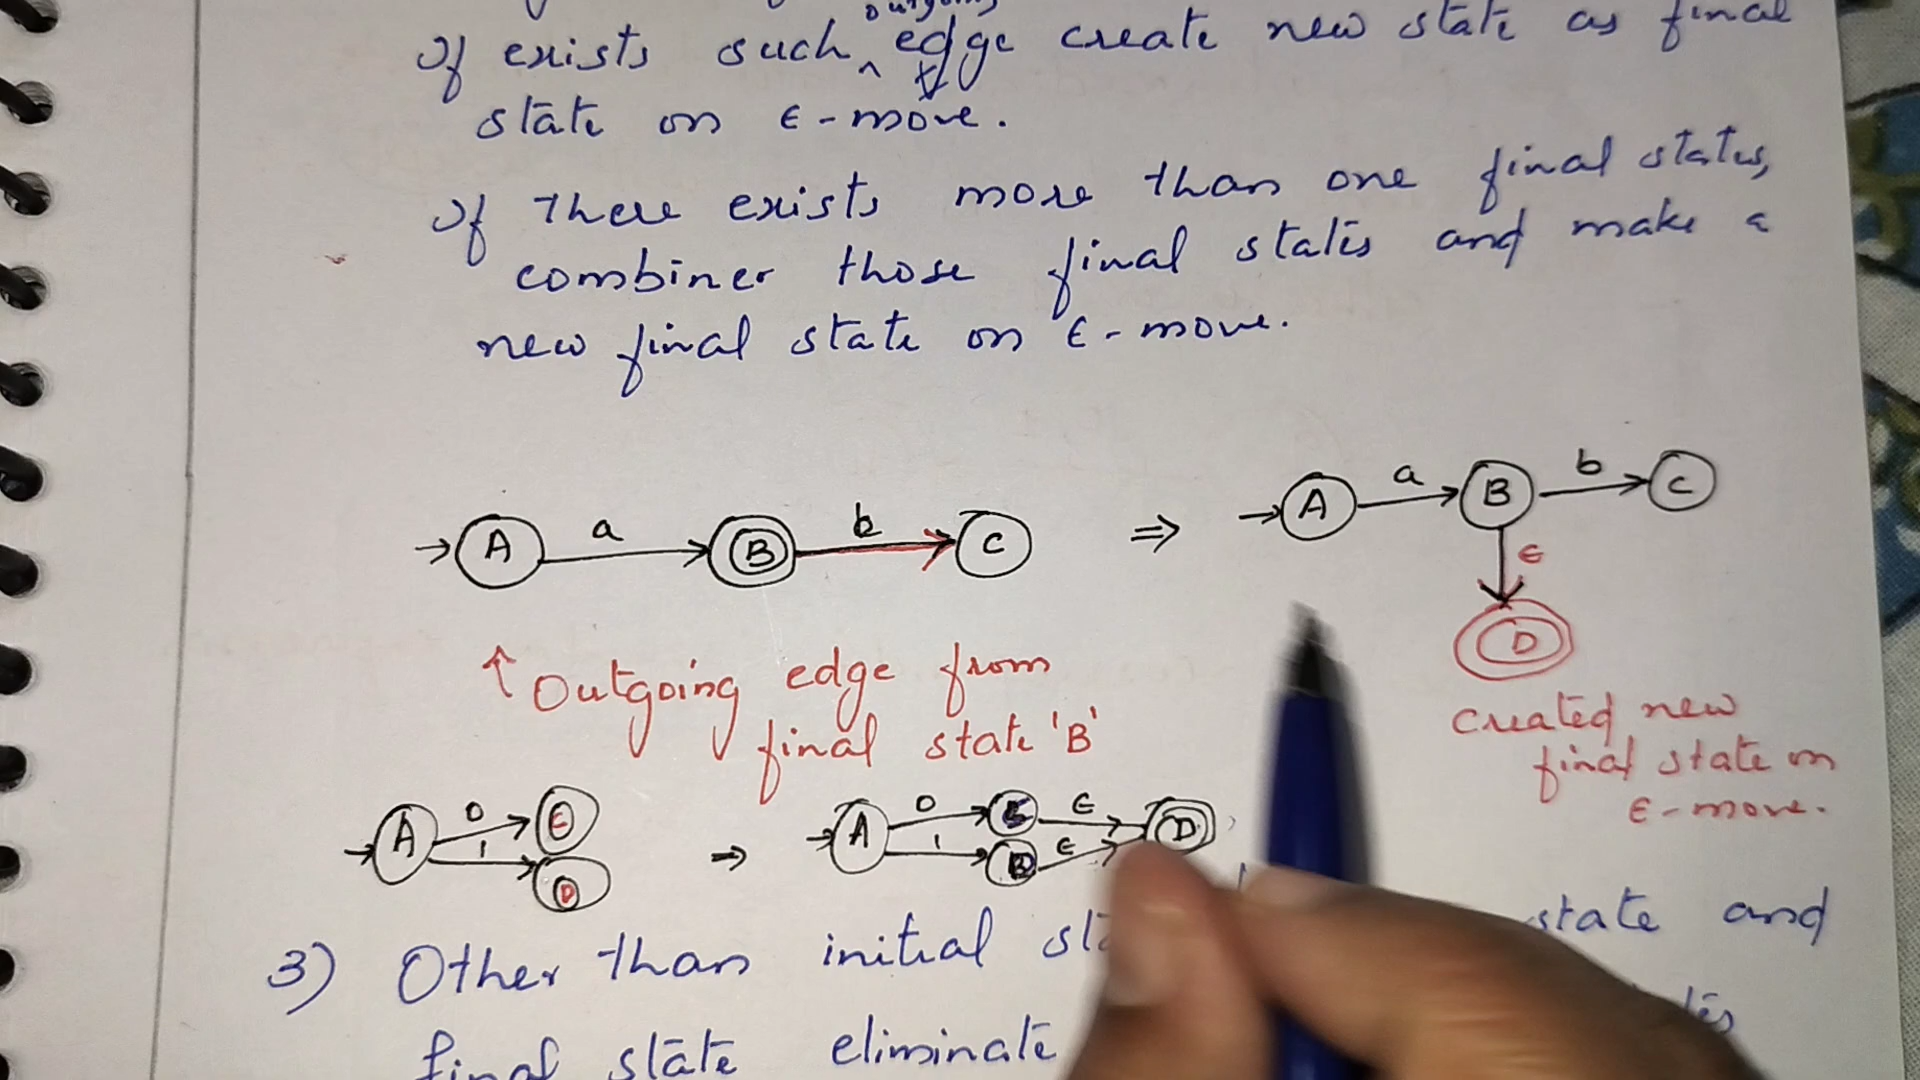 outgoing
If exists such ^ edge create new state as final
state on ϵ-move.
If there exists more than one final states,
combiner those final states and make a
new final state on ϵ-move.
→ A a B b C ⇒ → A a B b C
ϵ
D
↑ Outgoing edge from
final state 'B'
created new
final state on
ϵ-move.
→ A 0 1 D ⇒ → A 0 1 B ϵ ϵ D
3) Other than initial state and
final state eliminate